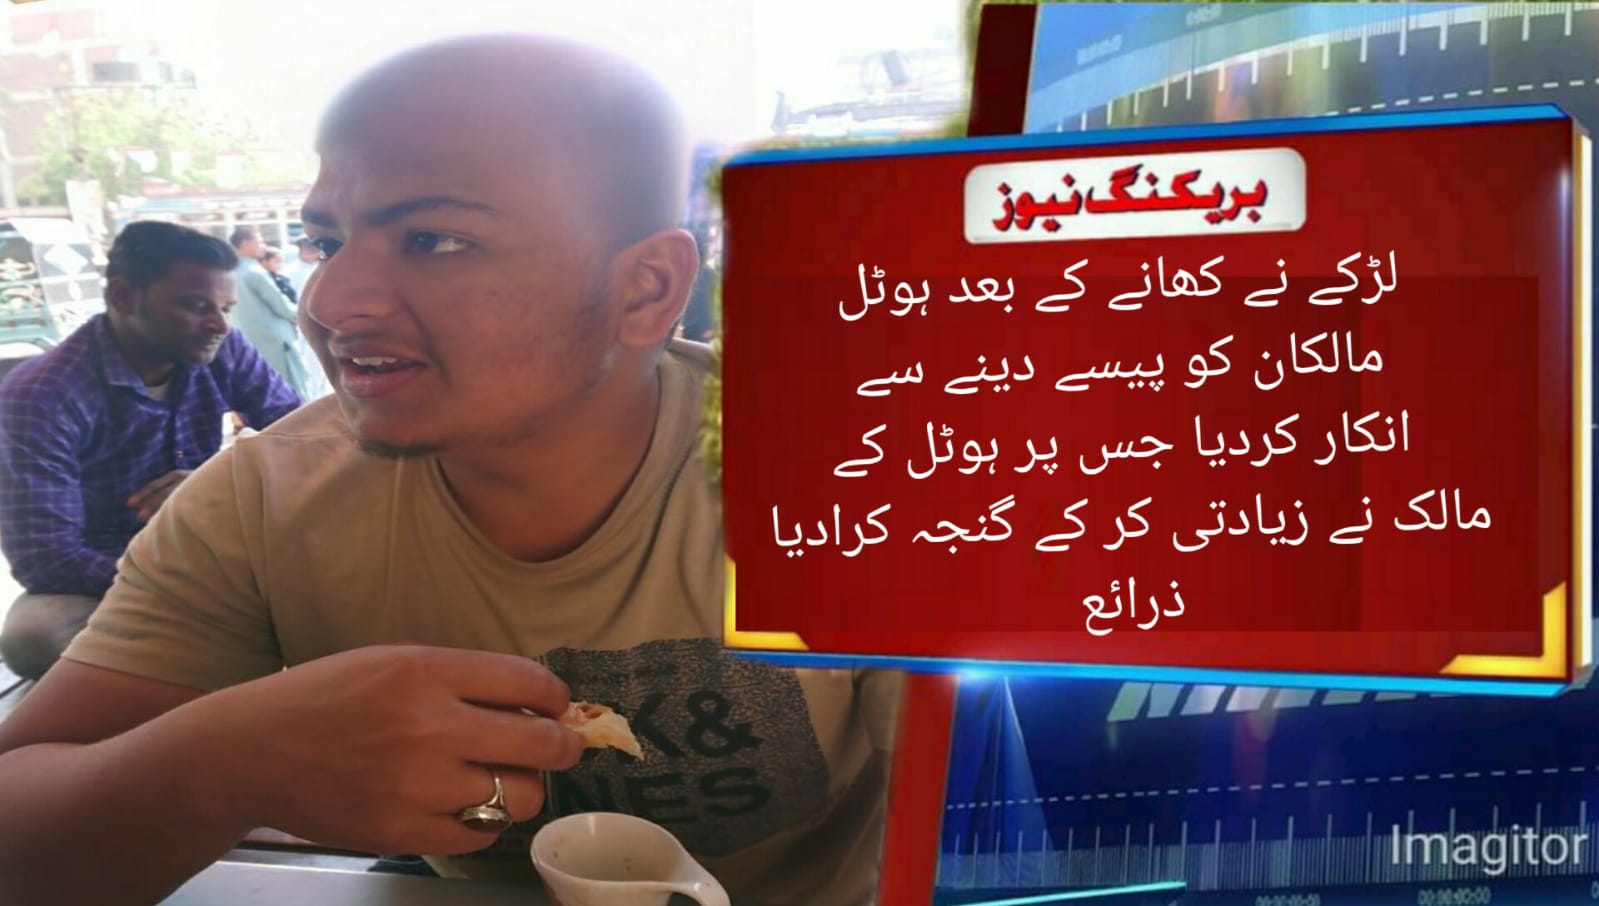 بریکنگ نیوز
لڑکے نے کھانے کے بعد ہوٹل
مالکان کو پیسے دینے سے
انکار کردیا جس پر ہوٹل کے
مالک نے زیادتی کر کے گنجہ کرادیا
ذرائع
K&
NES
Imagitor